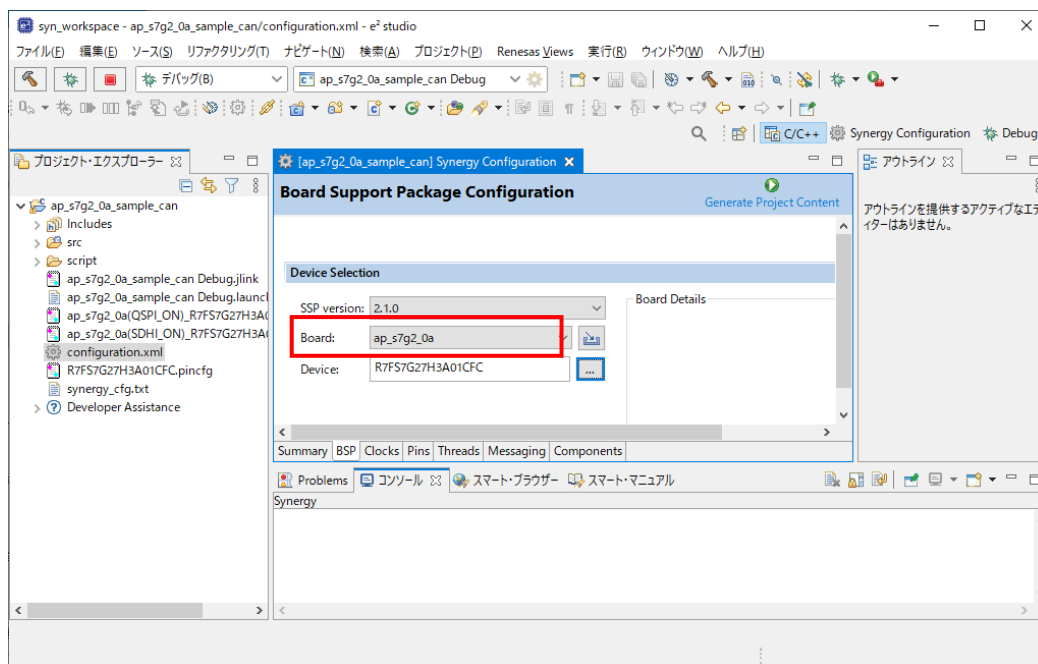 syn_workspace - ap_s7g2_0a_sample_can/configuration.xml - e² studio
ファイル(F) 編集(E) ソース(S) リファクタリング(T) ナビゲート(N) 検索(A) プロジェクト(P) Renesas Views 実行(R) ウィンドウ(W) ヘルプ(H)
デバッグ(B) ap_s7g2_0a_sample_can Debug
C/C++ Synergy Configuration Debug
プロジェクト・エクスプローラー
ap_s7g2_0a_sample_can
Includes
src
script
ap_s7g2_0a_sample_can Debug.jlink
ap_s7g2_0a_sample_can Debug.launcl
ap_s7g2_0a(QSPI_ON)_R7FS7G27H3A(
ap_s7g2_0a(SDHI_ON)_R7FS7G27H3A(
configuration.xml
R7FS7G27H3A01CFC.pincfg
synergy_cfg.txt
Developer Assistance
[ap_s7g2_0a_sample_can] Synergy Configuration
Board Support Package Configuration
Generate Project Content
Device Selection
SSP version: 2.1.0
Board: ap_s7g2_0a
Device: R7FS7G27H3A01CFC ...
Board Details
Summary BSP Clocks Pins Threads Messaging Components
アウトライン
アウトラインを提供するアクティブなエデ
ィターはありません。
Problems コンソール スマート・ブラウザー スマート・マニュアル
Synergy